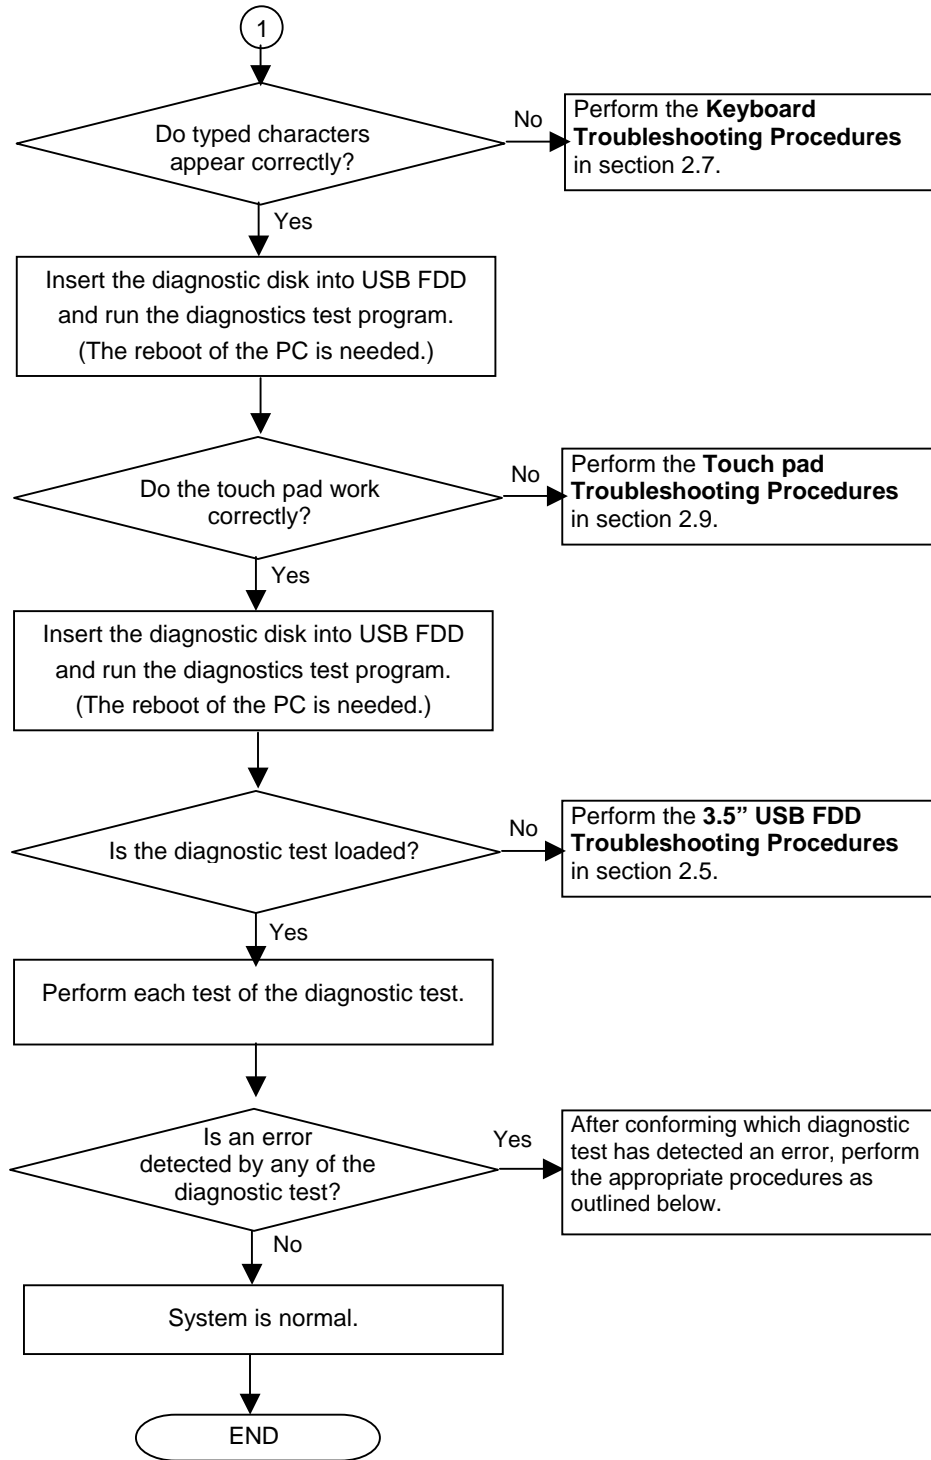 1
Do typed characters
appear correctly?
No
Perform the Keyboard
Troubleshooting Procedures
in section 2.7.
Yes
Insert the diagnostic disk into USB FDD
and run the diagnostics test program.
(The reboot of the PC is needed.)
Do the touch pad work
correctly?
No
Perform the Touch pad
Troubleshooting Procedures
in section 2.9.
Yes
Insert the diagnostic disk into USB FDD
and run the diagnostics test program.
(The reboot of the PC is needed.)
Is the diagnostic test loaded?
No
Perform the 3.5” USB FDD
Troubleshooting Procedures
in section 2.5.
Yes
Perform each test of the diagnostic test.
Is an error
detected by any of the
diagnostic test?
Yes
After conforming which diagnostic
test has detected an error, perform
the appropriate procedures as
outlined below.
No
System is normal.
END